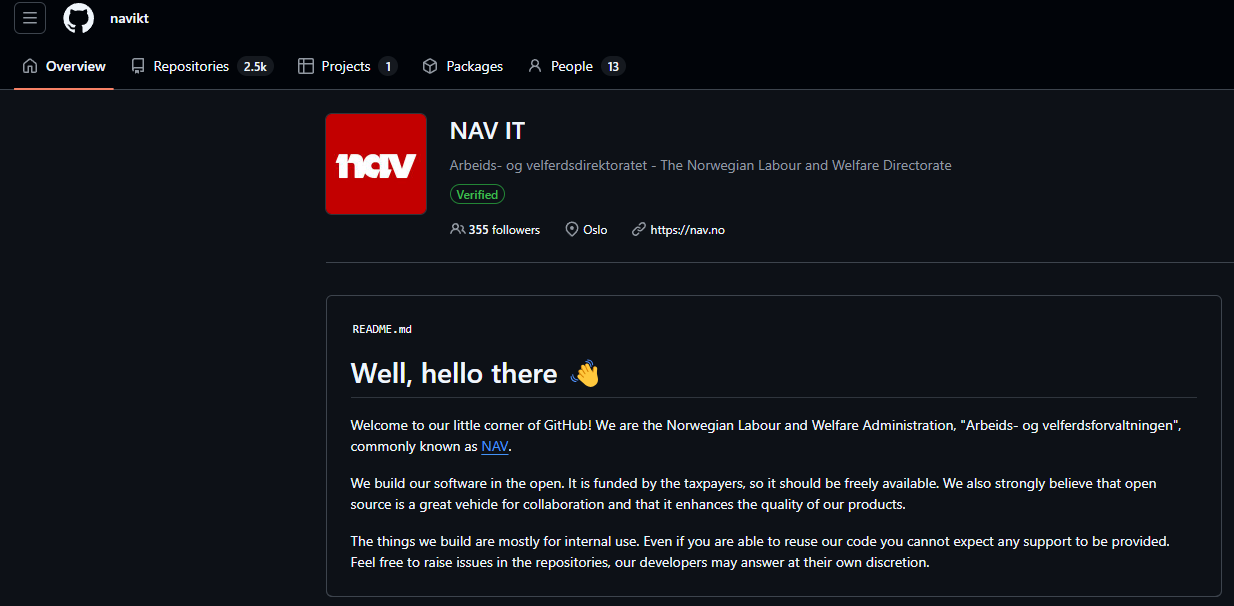 navikt
Overview
Repositories 2.5k
Projects 1
Packages
People 13
nav
NAV IT
Arbeids- og velferdsdirektoratet - The Norwegian Labour and Welfare Directorate
Verified
355 followers
Oslo
https://nav.no
README.md
Well, hello there 👋
Welcome to our little corner of GitHub! We are the Norwegian Labour and Welfare Administration, "Arbeids- og velferdsforvaltningen",
commonly known as NAV.
We build our software in the open. It is funded by the taxpayers, so it should be freely available. We also strongly believe that open
source is a great vehicle for collaboration and that it enhances the quality of our products.
The things we build are mostly for internal use. Even if you are able to reuse our code you cannot expect any support to be provided.
Feel free to raise issues in the repositories, our developers may answer at their own discretion.